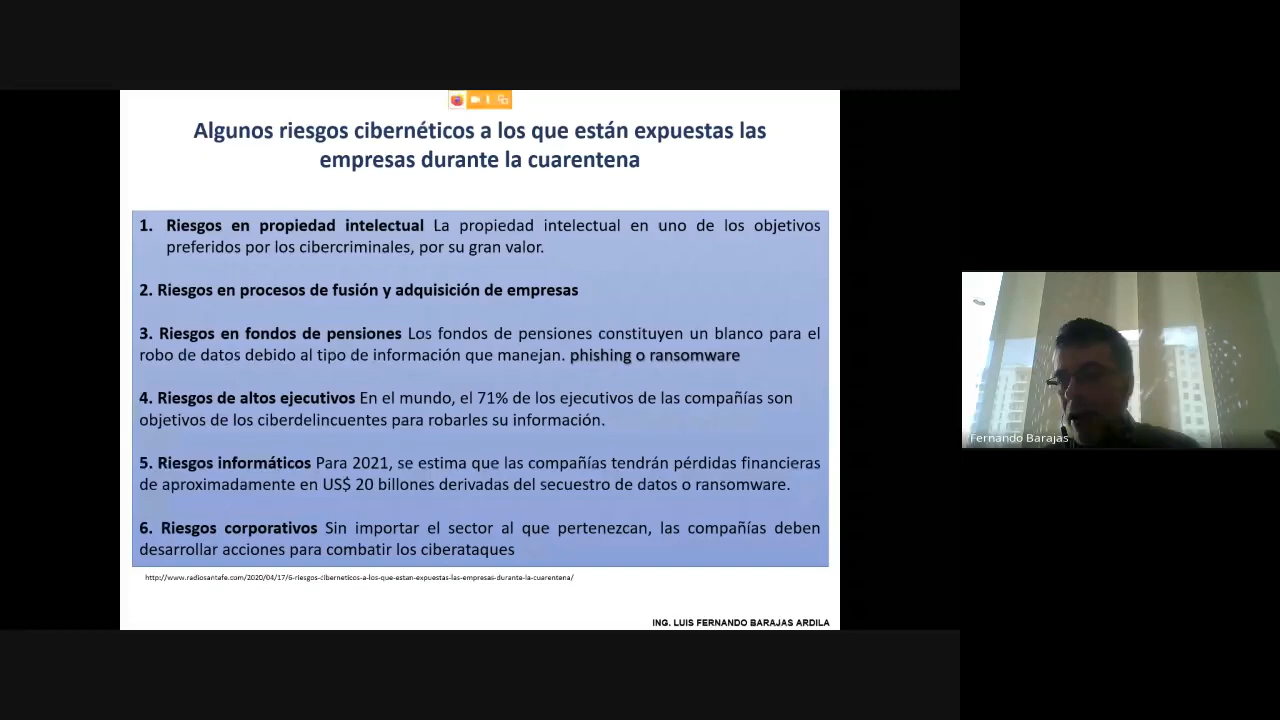 Algunos riesgos cibernéticos a los que están expuestas las
empresas durante la cuarentena
1. Riesgos en propiedad intelectual La propiedad intelectual en uno de los objetivos
preferidos por los cibercriminales, por su gran valor.
2. Riesgos en procesos de fusión y adquisición de empresas
3. Riesgos en fondos de pensiones Los fondos de pensiones constituyen un blanco para el
robo de datos debido al tipo de información que manejan. phishing o ransomware
4. Riesgos de altos ejecutivos En el mundo, el 71% de los ejecutivos de las compañías son
objetivos de los ciberdelincuentes para robarles su información.
5. Riesgos informáticos Para 2021, se estima que las compañías tendrán pérdidas financieras
de aproximadamente en US$ 20 billones derivadas del secuestro de datos o ransomware.
6. Riesgos corporativos Sin importar el sector al que pertenezcan, las compañías deben
desarrollar acciones para combatir los ciberataques
http://www.radiosantafe.com/2020/04/17/6-riesgos-ciberneticos-a-los-que-estan-expuestas-las-empresas-durante-la-cuarentena/
ING. LUIS FERNANDO BARAJAS ARDILA
Fernando Barajas